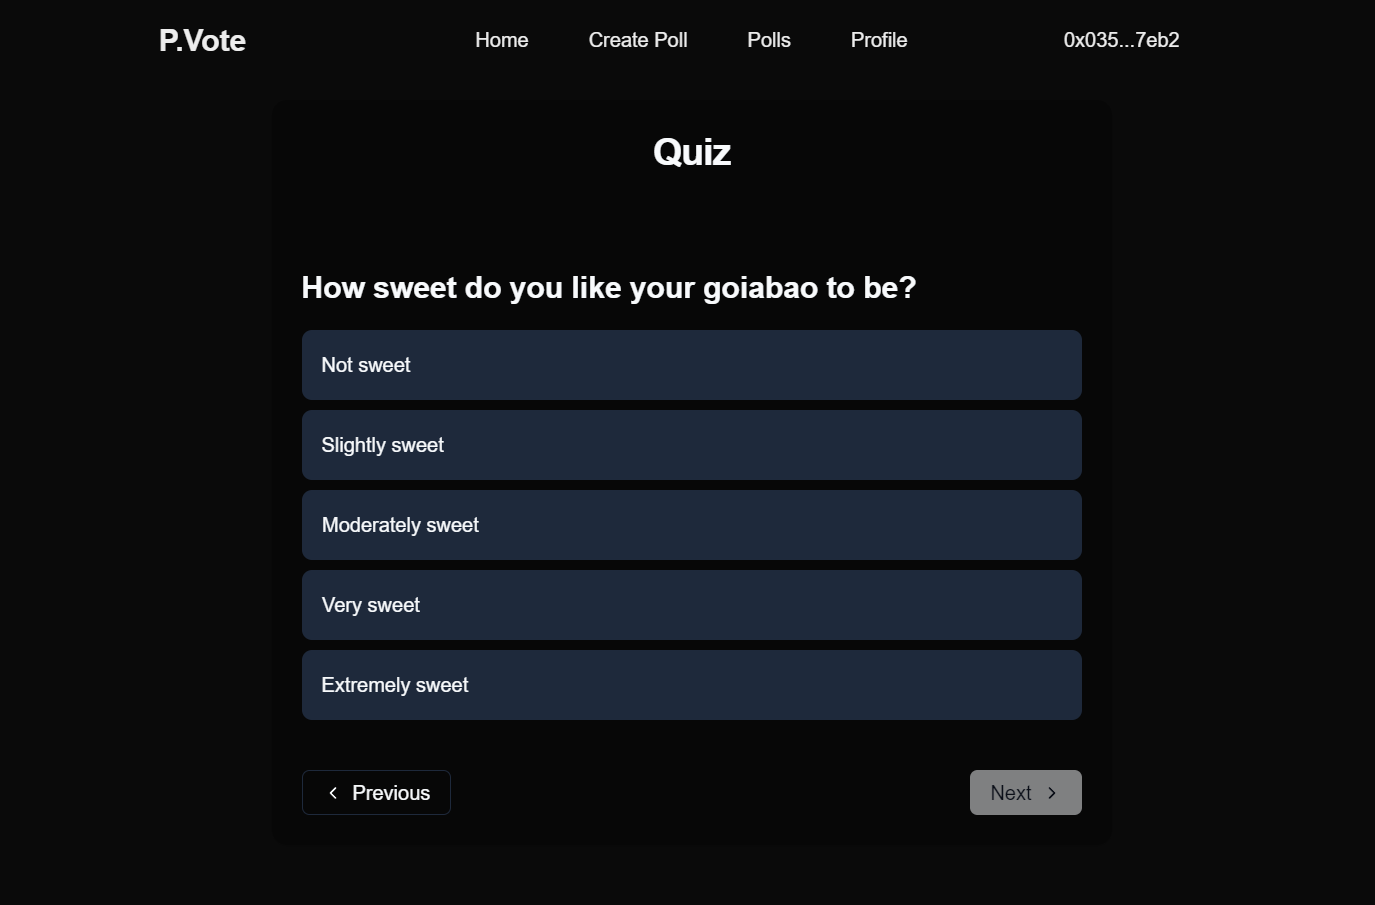 P.Vote
Home
Create Poll
Polls
Profile
0x035...7eb2
Quiz
How sweet do you like your goiabao to be?
Not sweet
Slightly sweet
Moderately sweet
Very sweet
Extremely sweet
Previous
Next